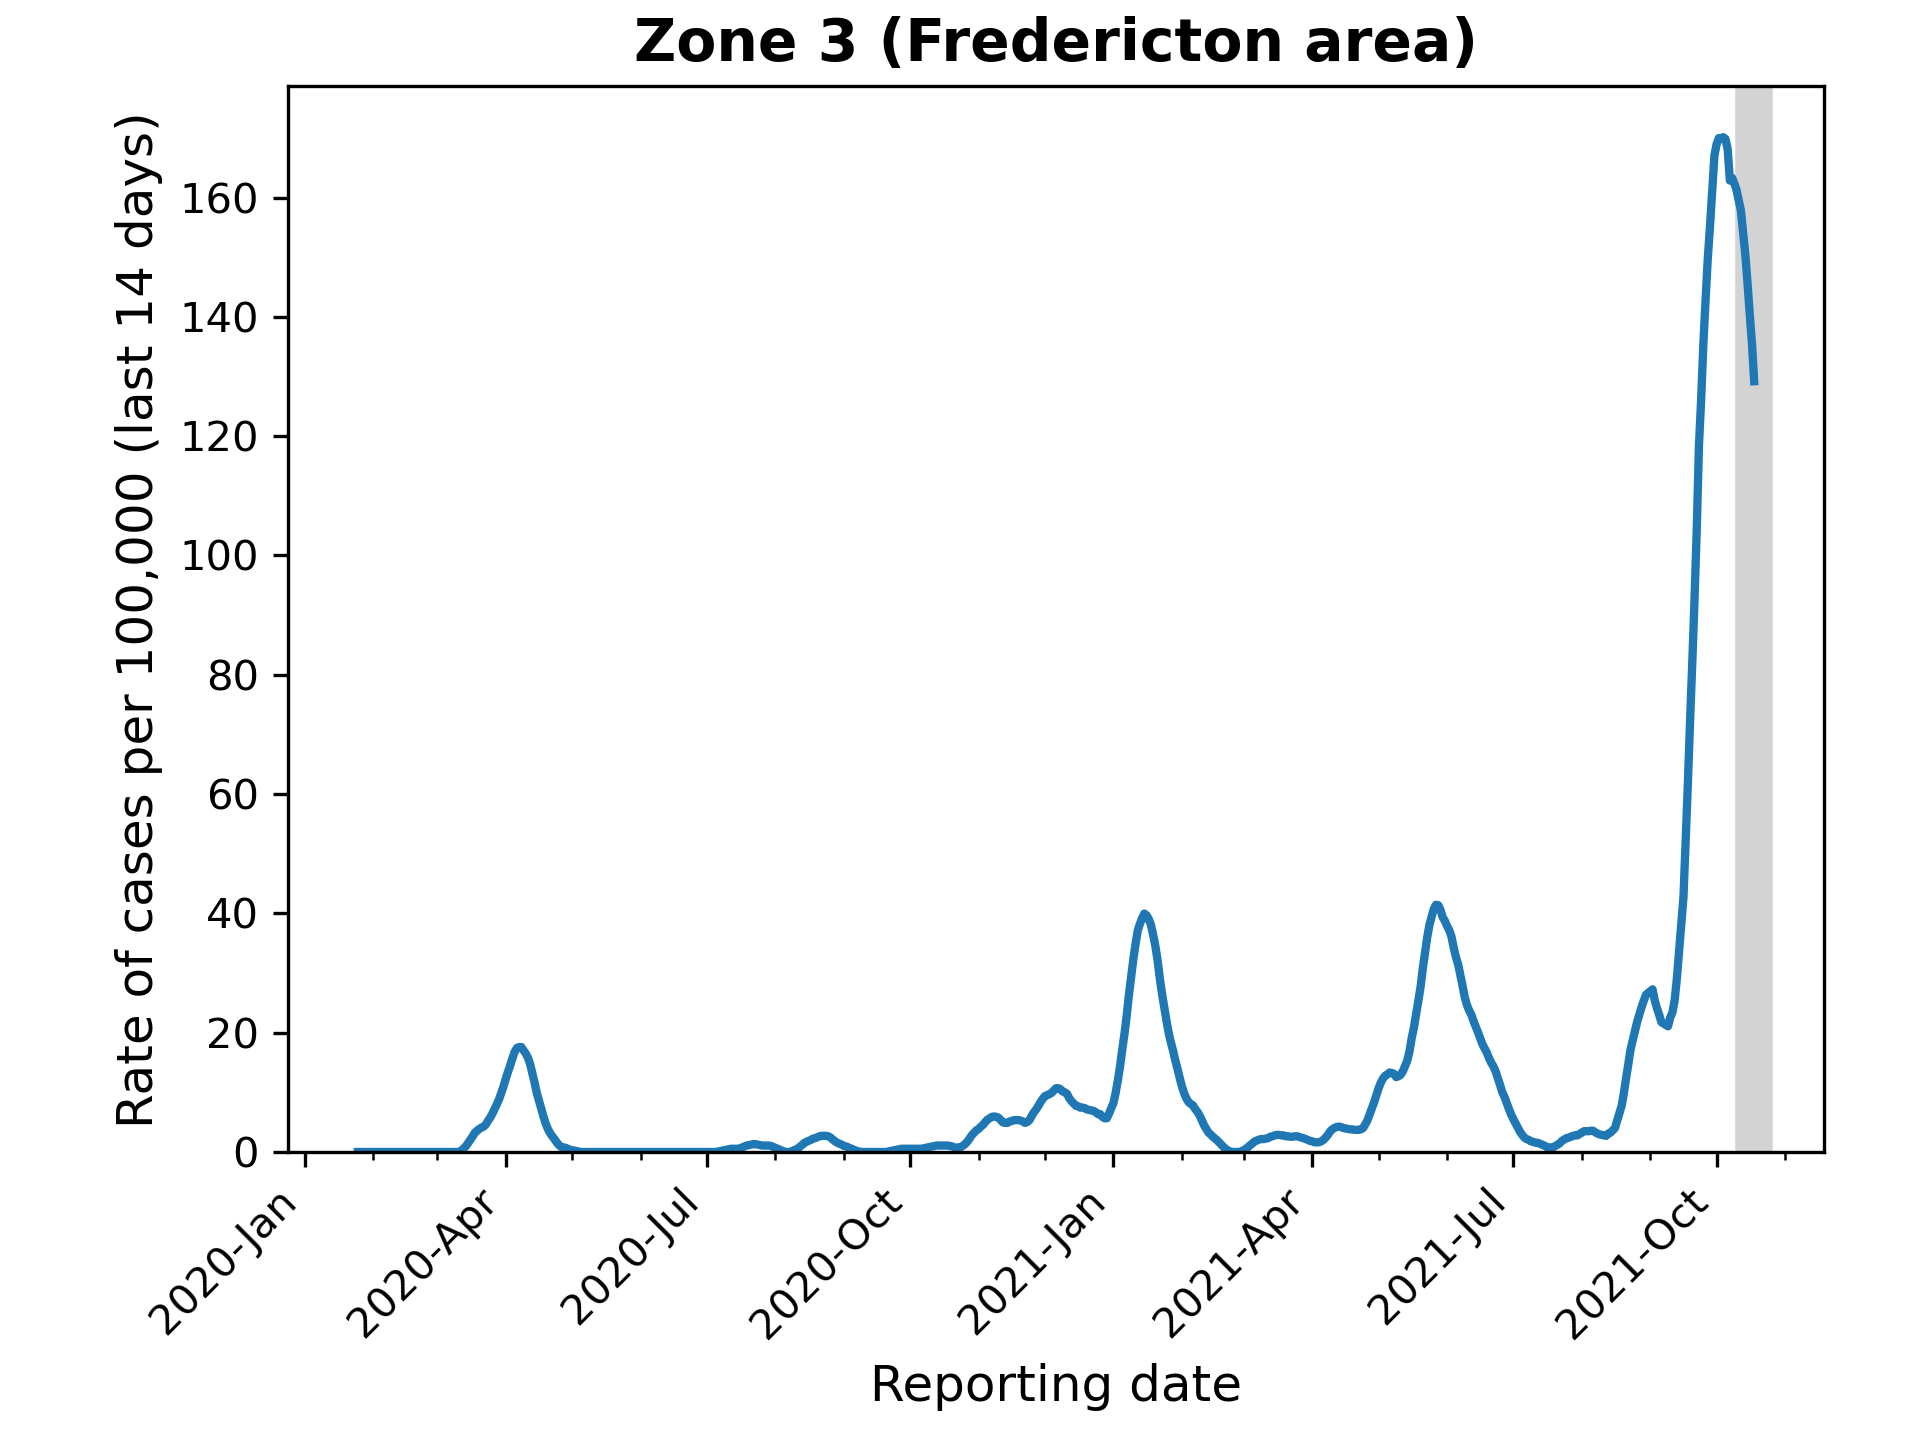 Zone 3 (Fredericton area)
Rate of cases per 100,000 (last 14 days)
160
140
120
100
80
60
40
20
0
2020-Jan
2020-Apr
2020-Jul
2020-Oct
2021-Jan
2021-Apr
2021-Jul
2021-Oct
Reporting date